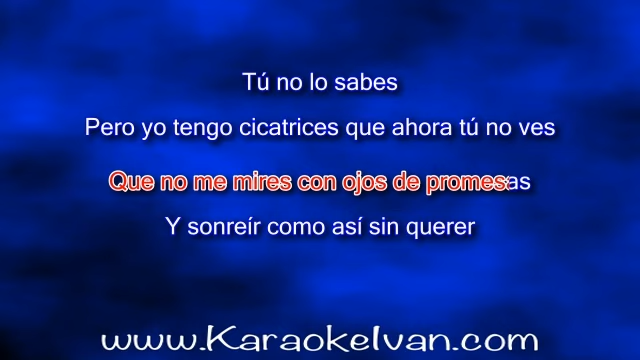 Tú no lo sabes
Pero yo tengo cicatrices que ahora tú no ves
Que no me mires con ojos de promesas
Y sonreír como así sin querer
www.KaraokeIvan.com